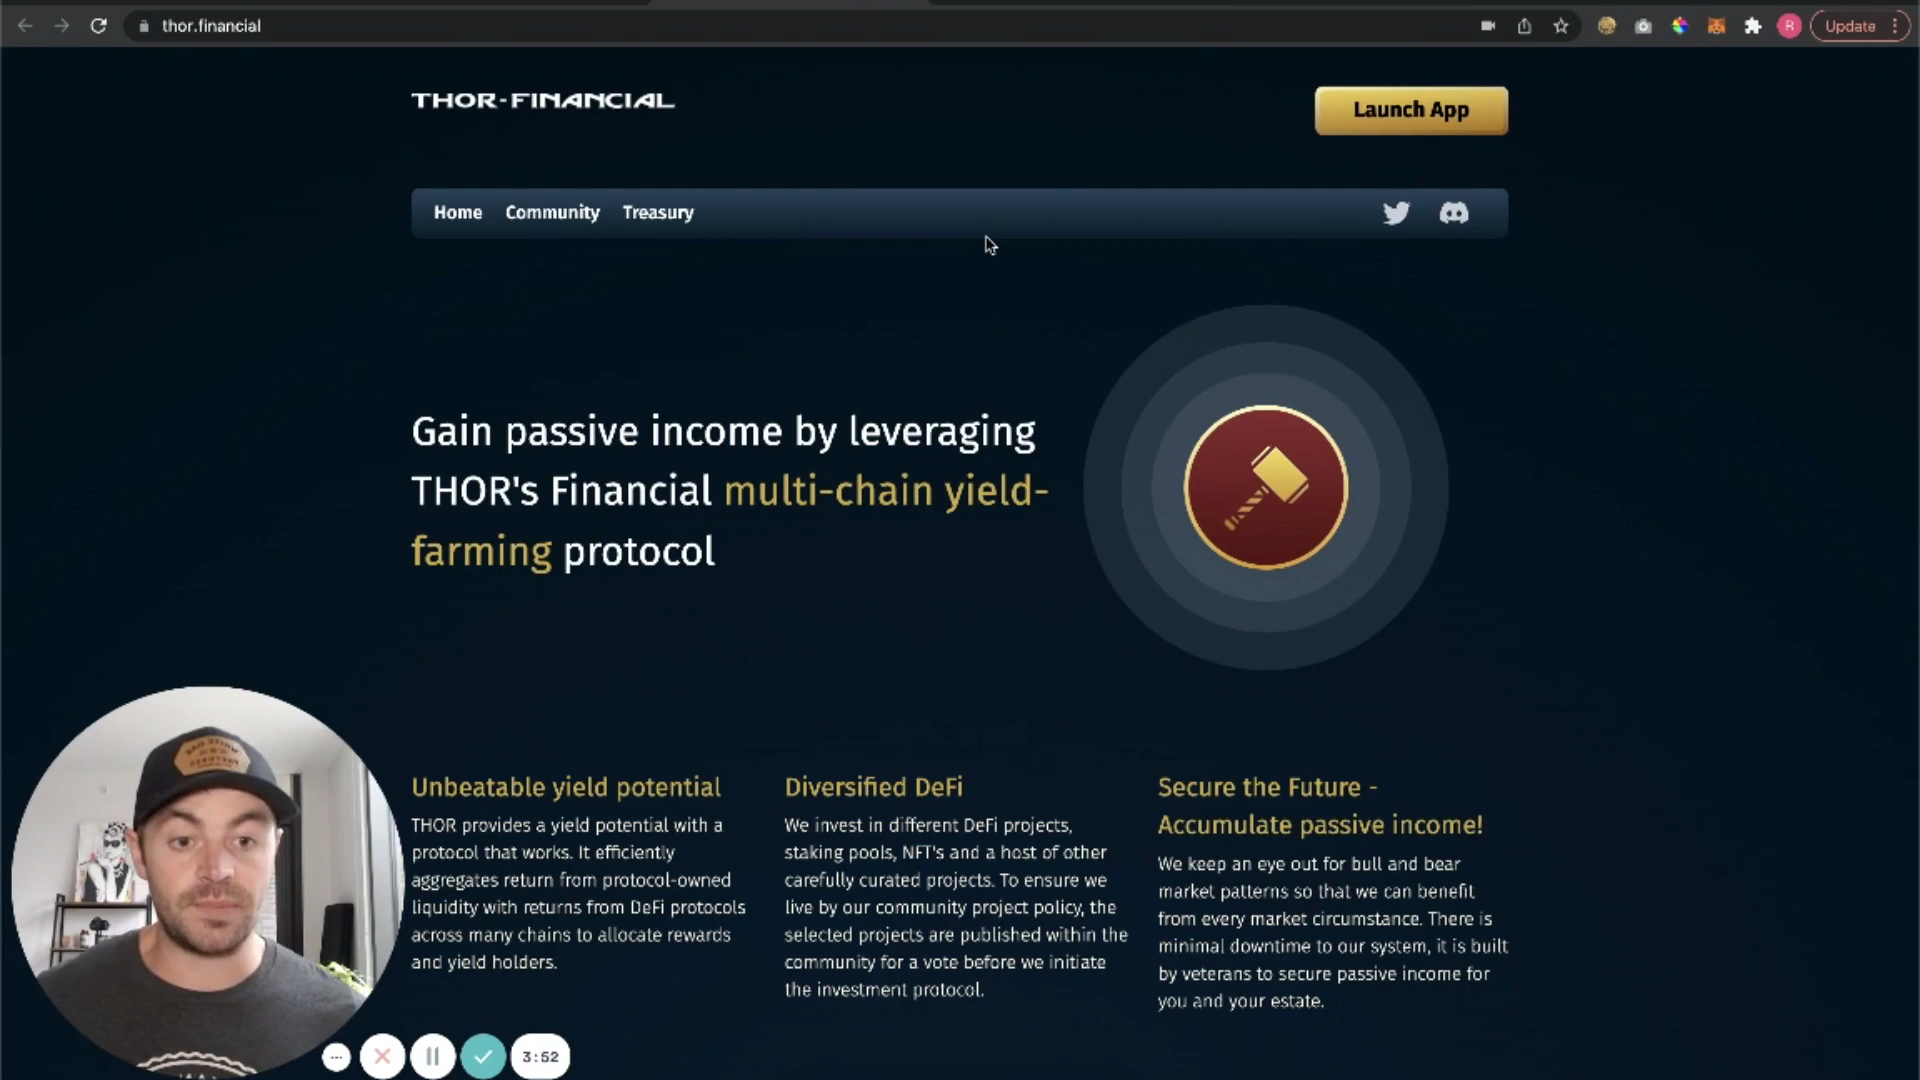 thor.financial
R
Update
THOR-FINANCIAL
Launch App
Home Community Treasury
Gain passive income by leveraging
THOR's Financial multi-chain yield-
farming protocol
Unbeatable yield potential
THOR provides a yield potential with a
protocol that works. It efficiently
aggregates return from protocol-owned
liquidity with returns from DeFi protocols
across many chains to allocate rewards
and yield holders.
Diversified DeFi
We invest in different DeFi projects,
staking pools, NFT's and a host of other
carefully curated projects. To ensure we
live by our community project policy, the
selected projects are published within the
community for a vote before we initiate
the investment protocol.
Secure the Future -
Accumulate passive income!
We keep an eye out for bull and bear
market patterns so that we can benefit
from every market circumstance. There is
minimal downtime to our system, it is built
by veterans to secure passive income for
you and your estate.
3:52